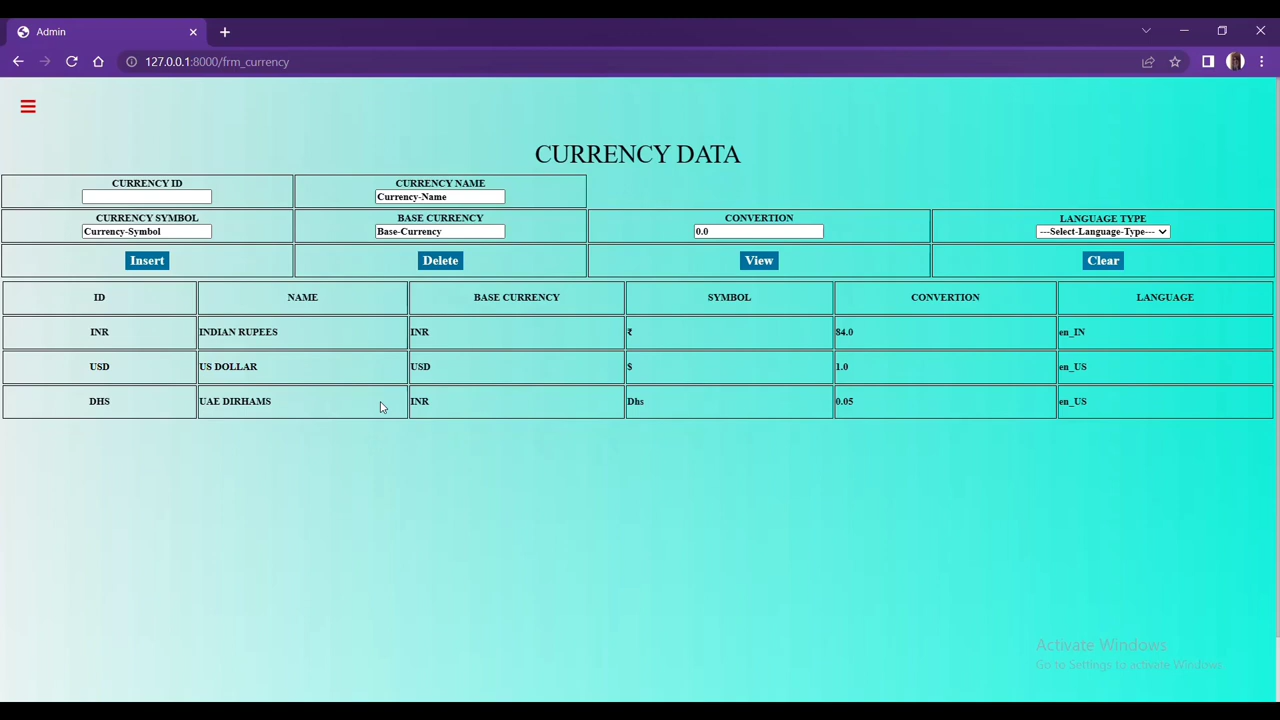 Admin
127.0.0.1:8000/frm_currency
CURRENCY DATA
CURRENCY ID CURRENCY NAME
Currency-Name
CURRENCY SYMBOL BASE CURRENCY CONVERTION LANGUAGE TYPE
Currency-Symbol Base-Currency 0.0 ---Select-Language-Type---
Insert Delete View Clear
ID NAME BASE CURRENCY SYMBOL CONVERTION LANGUAGE
INR INDIAN RUPEES INR ₹ 84.0 en_IN
USD US DOLLAR USD $ 1.0 en_US
DHS UAE DIRHAMS INR Dhs 0.05 en_US
Activate Windows
Go to Settings to activate Windows.